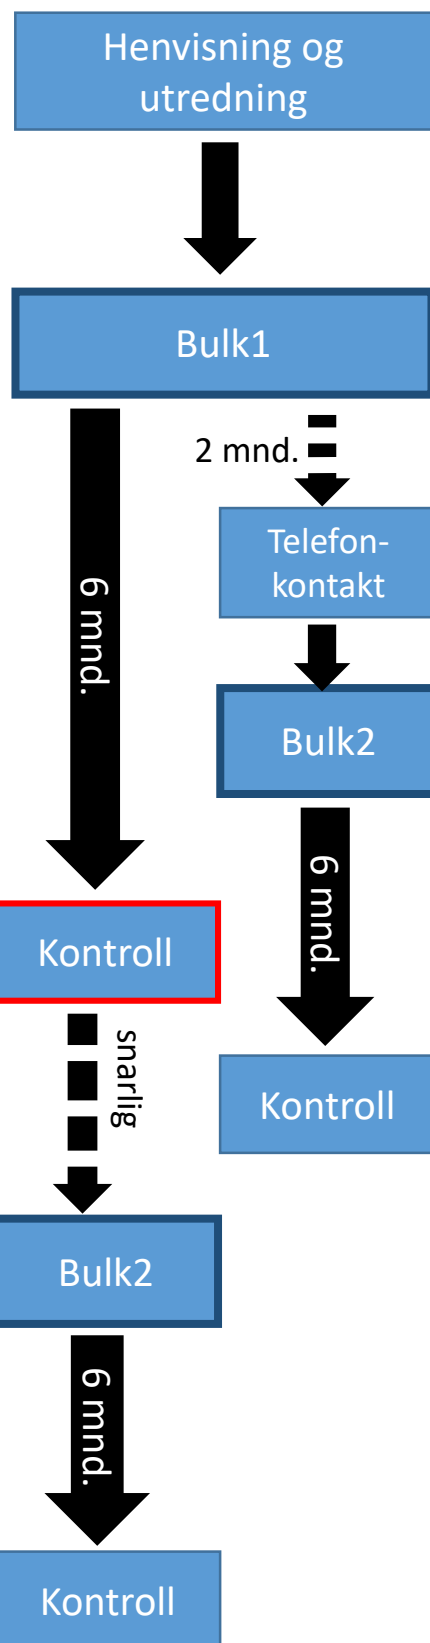 Henvisning og
utredning
Bulk1
2 mnd.
Telefon-
kontakt
6 mnd.
Bulk2
6 mnd.
Kontroll
snarlig
Kontroll
Bulk2
6 mnd.
Kontroll